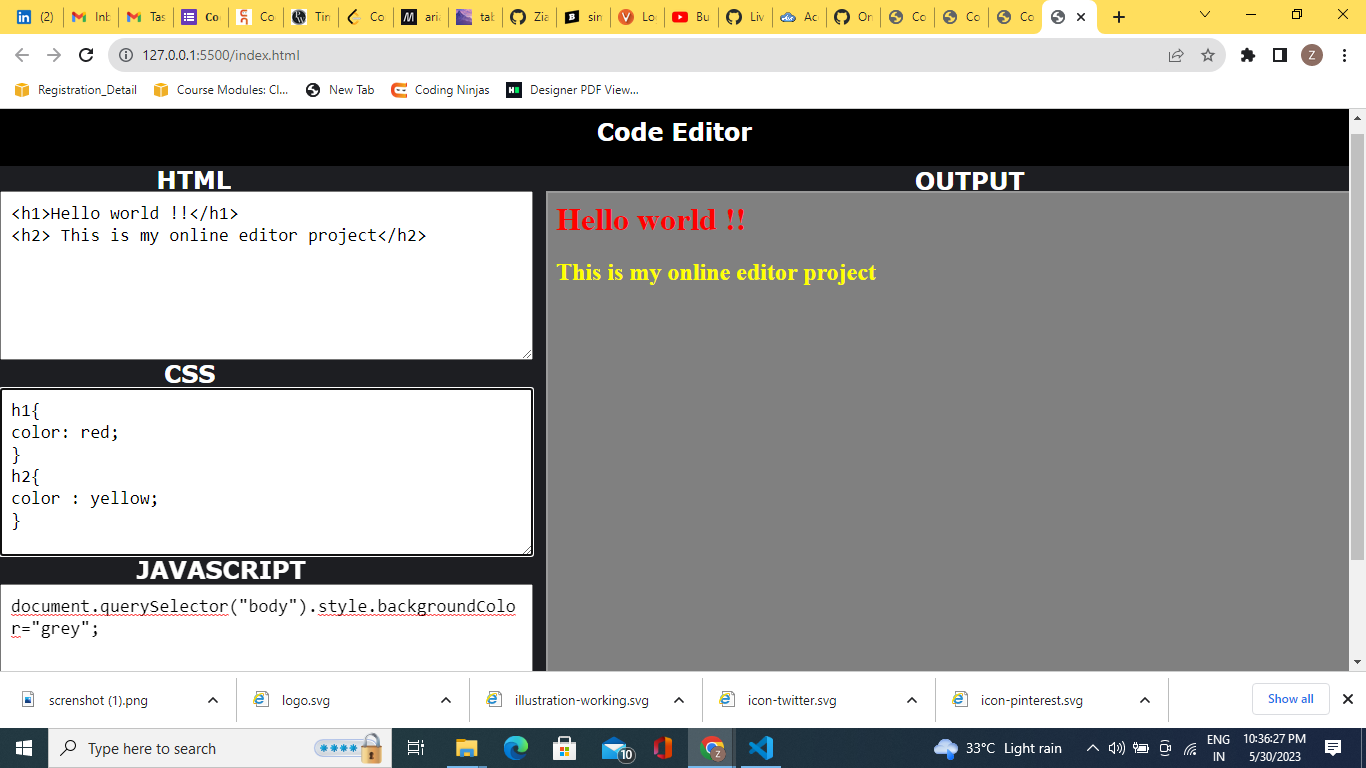 (2) Inb Tas Co Co Tin Co aria tab Zia sin Lo Bu Liv Ac On Co Co Co
127.0.0.1:5500/index.html Z
Registration_Detail Course Modules: Cl... New Tab Coding Ninjas Designer PDF View...
Code Editor
HTML
<h1>Hello world !!</h1>
<h2> This is my online editor project</h2>
CSS
h1{
color: red;
}
h2{
color : yellow;
}
JAVASCRIPT
document.querySelector("body").style.backgroundColo
r="grey";
OUTPUT
Hello world !!
This is my online editor project
screnshot (1).png logo.svg illustration-working.svg icon-twitter.svg icon-pinterest.svg Show all
Type here to search 10 33°C Light rain ENG 10:36:27 PM
IN 5/30/2023